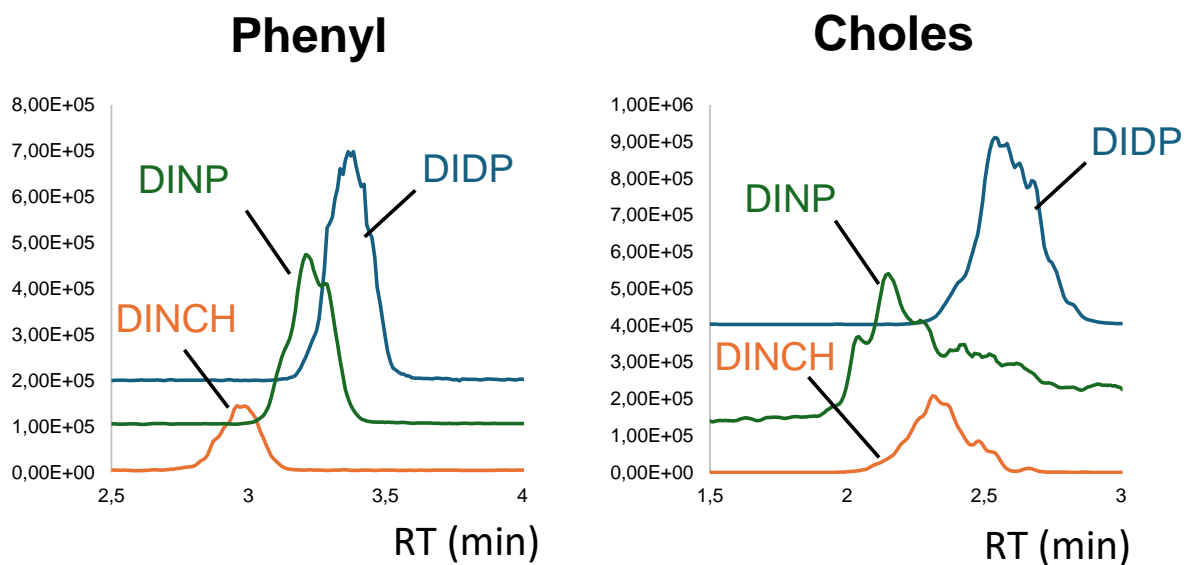 Phenyl
8,00E+05
7,00E+05
6,00E+05
5,00E+05
4,00E+05
3,00E+05
2,00E+05
1,00E+05
0,00E+00
DINP
DIDP
DINCH
2,5 3 3,5 4
RT (min)
Choles
1,00E+06
9,00E+05
8,00E+05
7,00E+05
6,00E+05
5,00E+05
4,00E+05
3,00E+05
2,00E+05
1,00E+05
0,00E+00
DIDP
DINP
DINCH
1,5 2 2,5 3
RT (min)